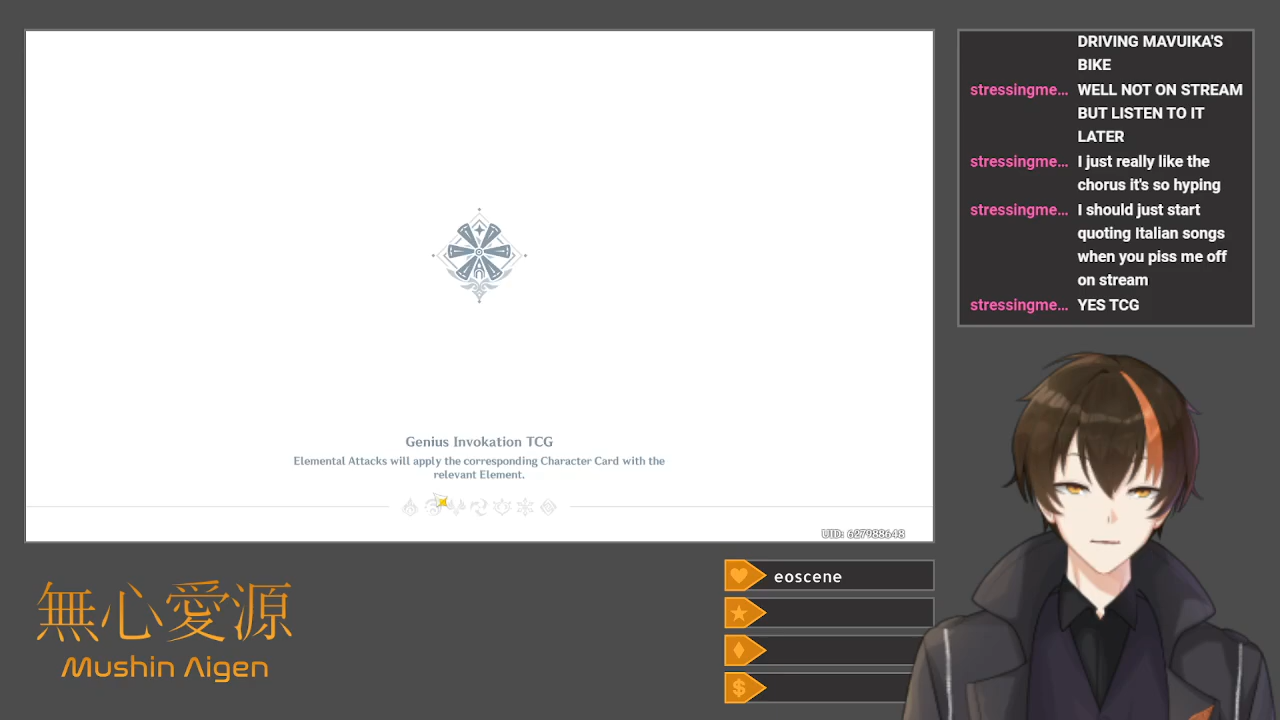 Genius Invokation TCG
Elemental Attacks will apply the corresponding Character Card with the
relevant Element.
UID: 627988648
DRIVING MAVUIKA'S
BIKE
stressingme... WELL NOT ON STREAM
BUT LISTEN TO IT
LATER
stressingme... I just really like the
chorus it's so hyping
stressingme... I should just start
quoting Italian songs
when you piss me off
on stream
stressingme... YES TCG
無心愛源
Mushin Aigen
eoscene